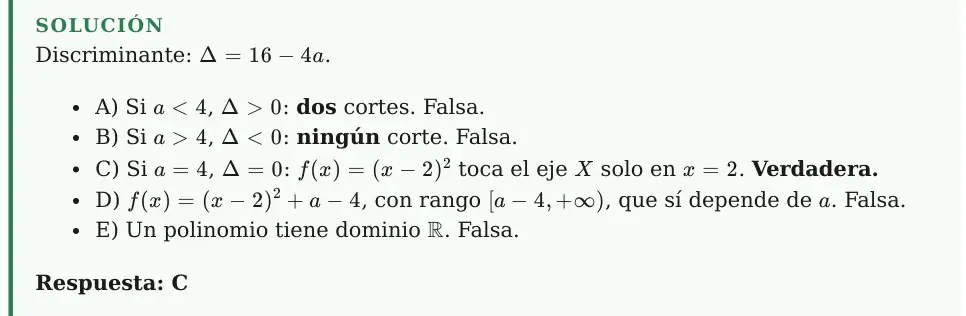 SOLUCIÓN
Discriminante: Δ = 16 − 4a.
• A) Si a < 4, Δ > 0: dos cortes. Falsa.
• B) Si a > 4, Δ < 0: ningún corte. Falsa.
• C) Si a = 4, Δ = 0: f(x) = (x − 2)² toca el eje X solo en x = 2. Verdadera.
• D) f(x) = (x − 2)² + a − 4, con rango [a − 4, +∞), que sí depende de a. Falsa.
• E) Un polinomio tiene dominio ℝ. Falsa.
Respuesta: C